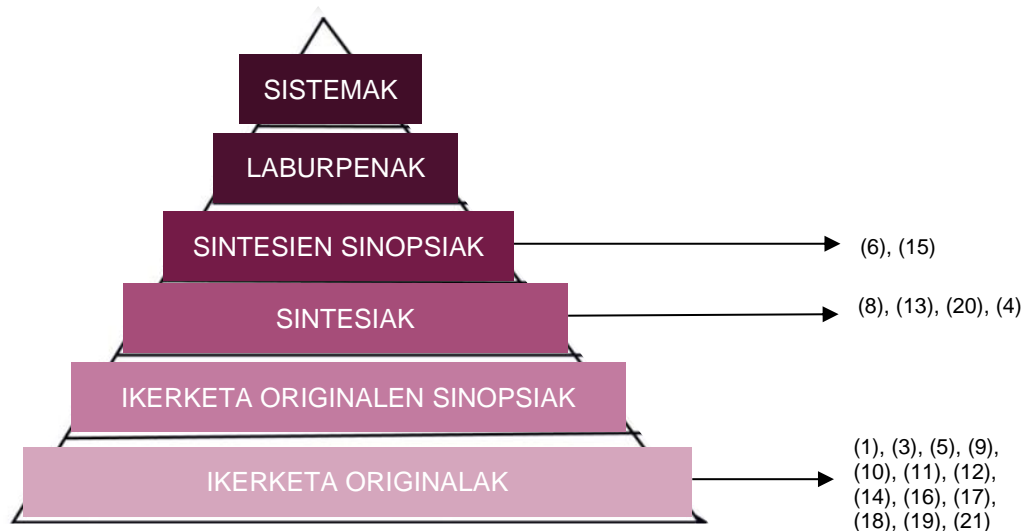 SISTEMAK
LABURPENAK
SINTESIEN SINOPSIAK
(6), (15)
SINTESIAK
(8), (13), (20), (4)
IKERKETA ORIGINALEN SINOPSIAK
IKERKETA ORIGINALAK
(1), (3), (5), (9),
(10), (11), (12),
(14), (16), (17),
(18), (19), (21)